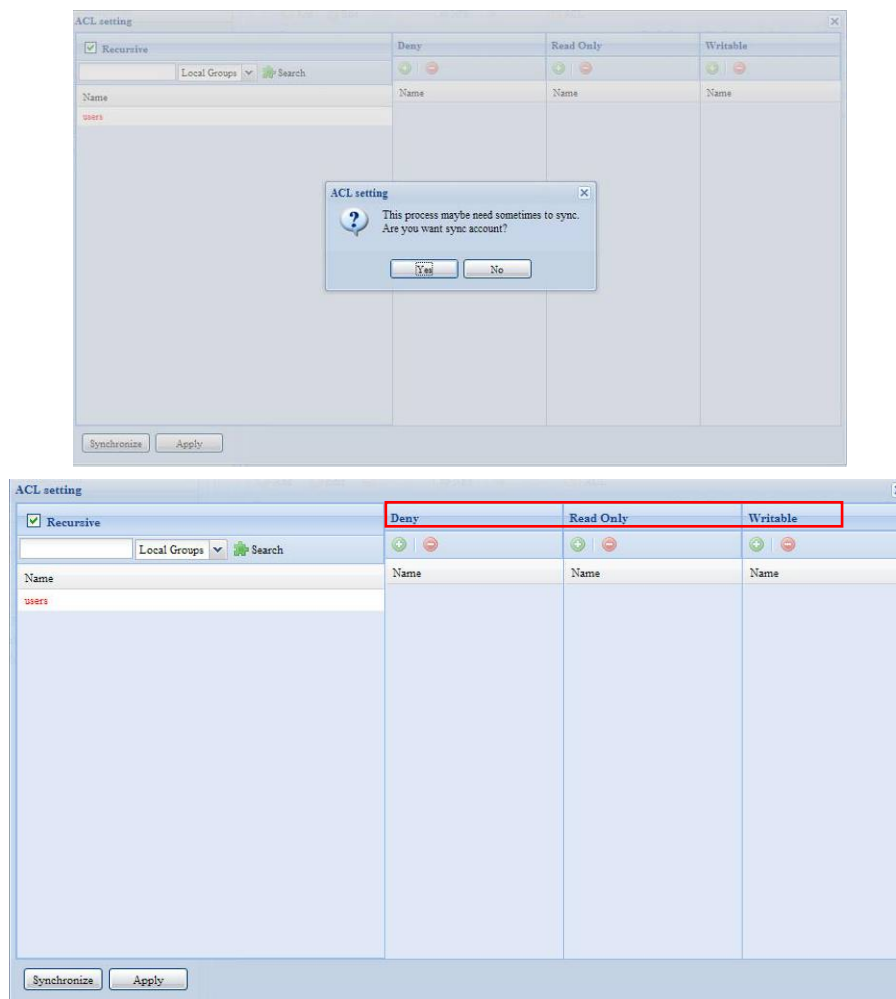 ACL setting
Recursive Deny Read Only Writable
Local Groups Search
Name Name Name Name
users
ACL setting
This process maybe need sometimes to sync.
Are you want sync account?
Yes No
Synchronize Apply
ACL setting
Recursive Deny Read Only Writable
Local Groups Search
Name Name Name Name
users
Synchronize Apply